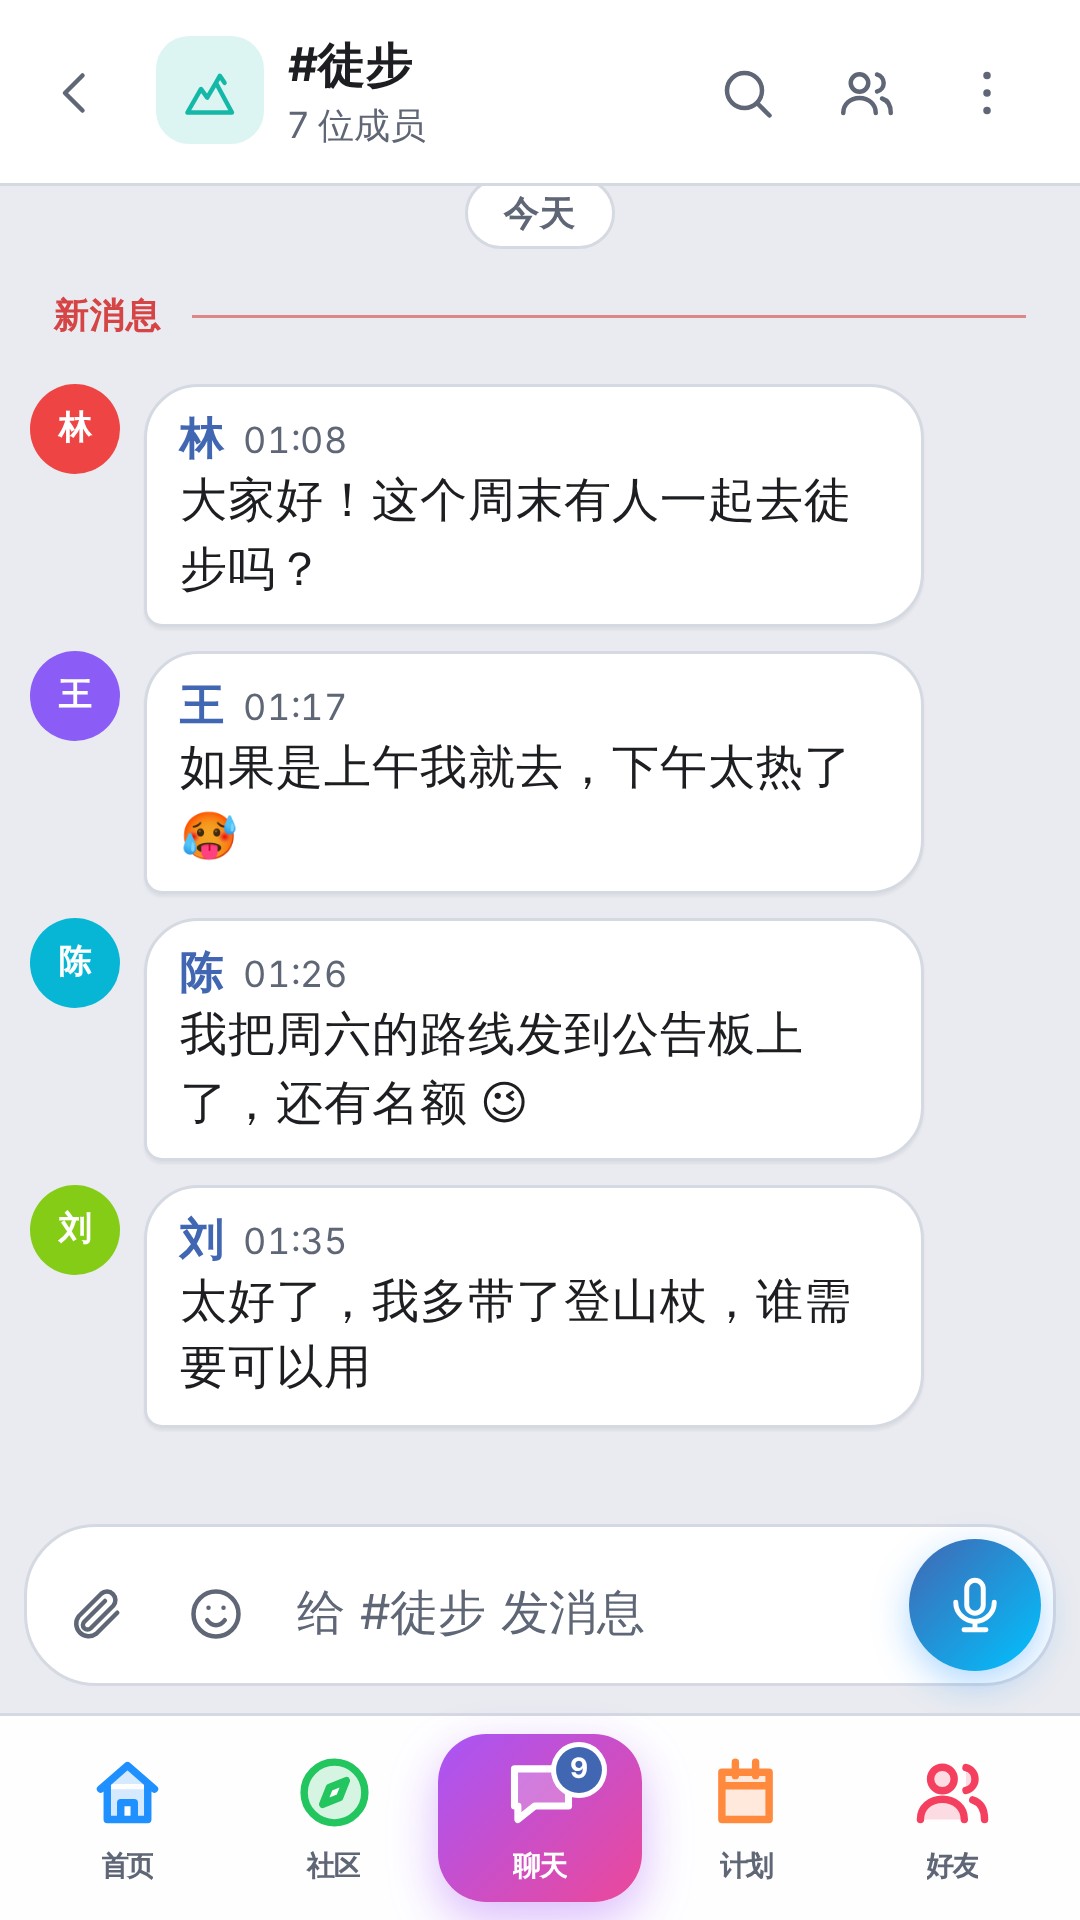 #徒步
7 位成员
今天
新消息
林
林 01:08
大家好！这个周末有人一起去徒
步吗？
王
王 01:17
如果是上午我就去，下午太热了
🥵
陈
陈 01:26
我把周六的路线发到公告板上
了，还有名额 😉
刘
刘 01:35
太好了，我多带了登山杖，谁需
要可以用
给 #徒步 发消息
9
首页
社区
聊天
计划
好友